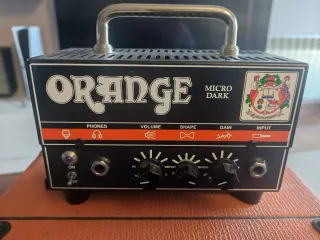 ORANGE
MICRO
DARK
PHONES VOLUME SHAPE GAIN INPUT